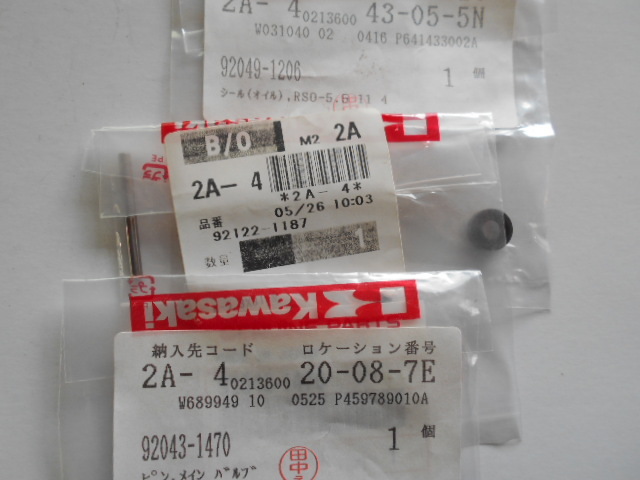 2A- 4 0213600 43-05-5N
W031040 02 0416 P641433002A
92049-1206 1 個
シール(オイル),RSO-5.5 11 4
B/O M2 2A
2A- 4
*2A- 4*
05/26 10:03
品番
92122-1187
数量 1
Kawasaki
納入先コード ロケーション番号
2A- 4 0213600 20-08-7E
W689949 10 0525 P459789010A
92043-1470 1 個
田中
ピン,メイン バルブ